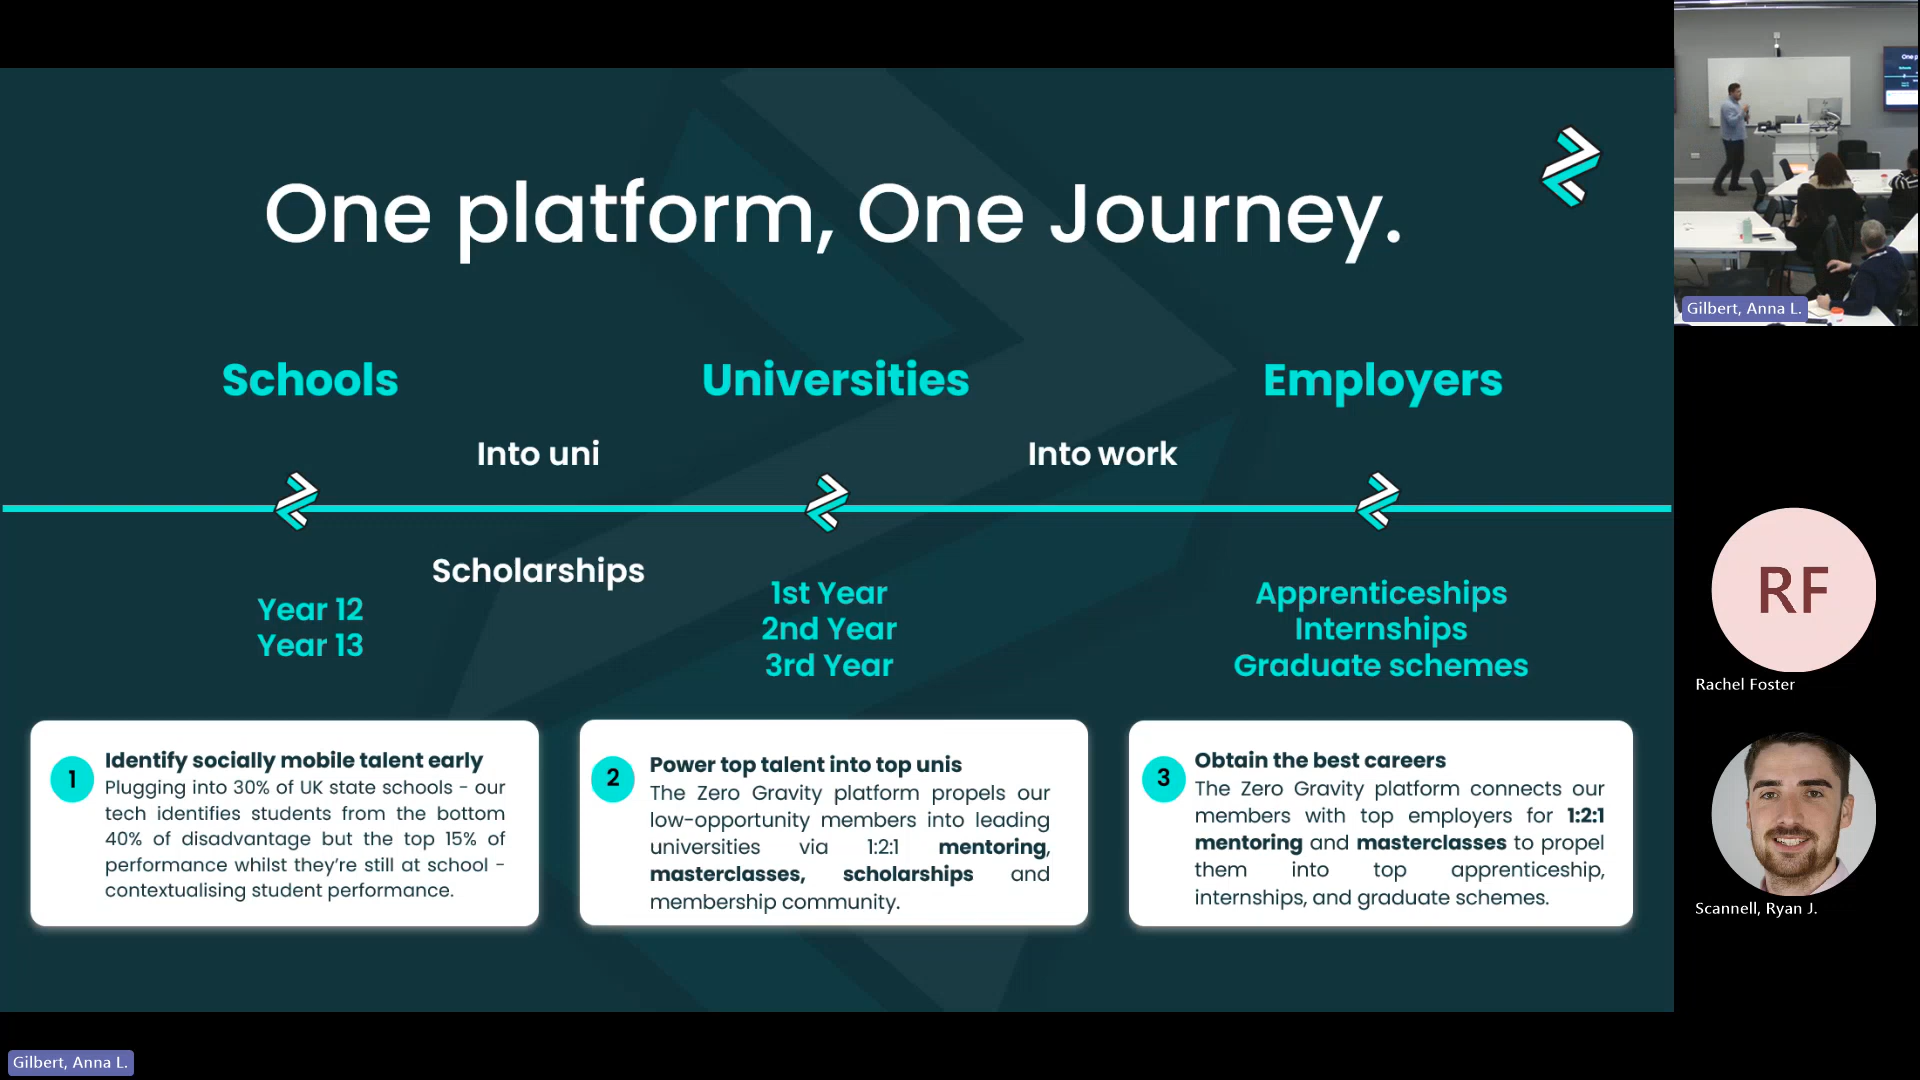 One platform, One Journey.
Schools
Universities
Employers
Into uni
Into work
Scholarships
Year 12
Year 13
1st Year
2nd Year
3rd Year
Apprenticeships
Internships
Graduate schemes
1
Identify socially mobile talent early
Plugging into 30% of UK state schools - our
tech identifies students from the bottom
40% of disadvantage but the top 15% of
performance whilst they're still at school -
contextualising student performance.
2
Power top talent into top unis
The Zero Gravity platform propels our
low-opportunity members into leading
universities via 1:2:1 mentoring,
masterclasses, scholarships and
membership community.
3
Obtain the best careers
The Zero Gravity platform connects our
members with top employers for 1:2:1
mentoring and masterclasses to propel
them into top apprenticeship,
internships, and graduate schemes.
Gilbert, Anna L.
RF
Rachel Foster
Scannell, Ryan J.
Gilbert, Anna L.